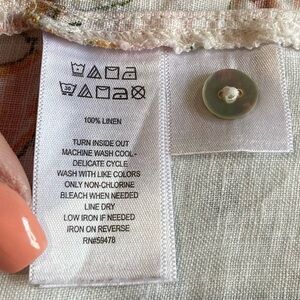 30
100% LINEN
TURN INSIDE OUT
MACHINE WASH COOL -
DELICATE CYCLE
WASH WITH LIKE COLORS
ONLY NON-CHLORINE
BLEACH WHEN NEEDED
LINE DRY
LOW IRON IF NEEDED
IRON ON REVERSE
RN#59478